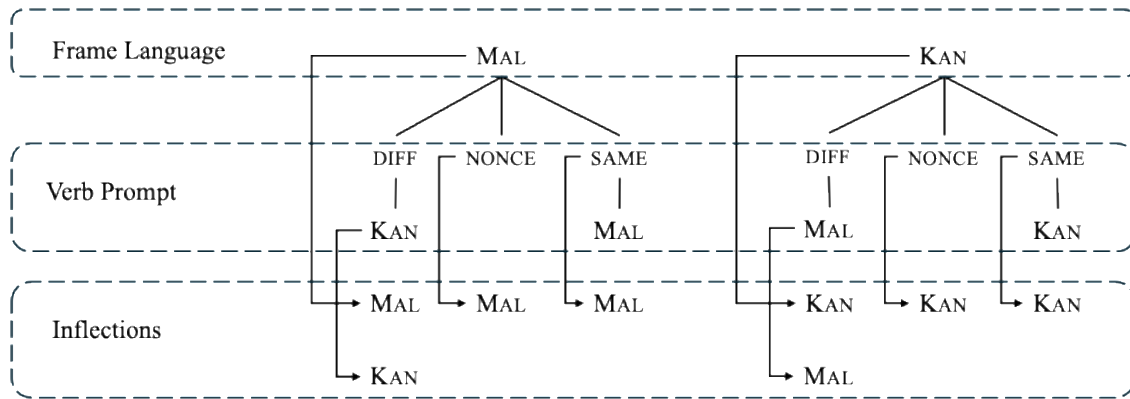 Frame Language MAL KAN
DIFF NONCE SAME DIFF NONCE SAME
Verb Prompt
KAN MAL MAL KAN
MAL MAL MAL KAN KAN KAN
Inflections
KAN MAL